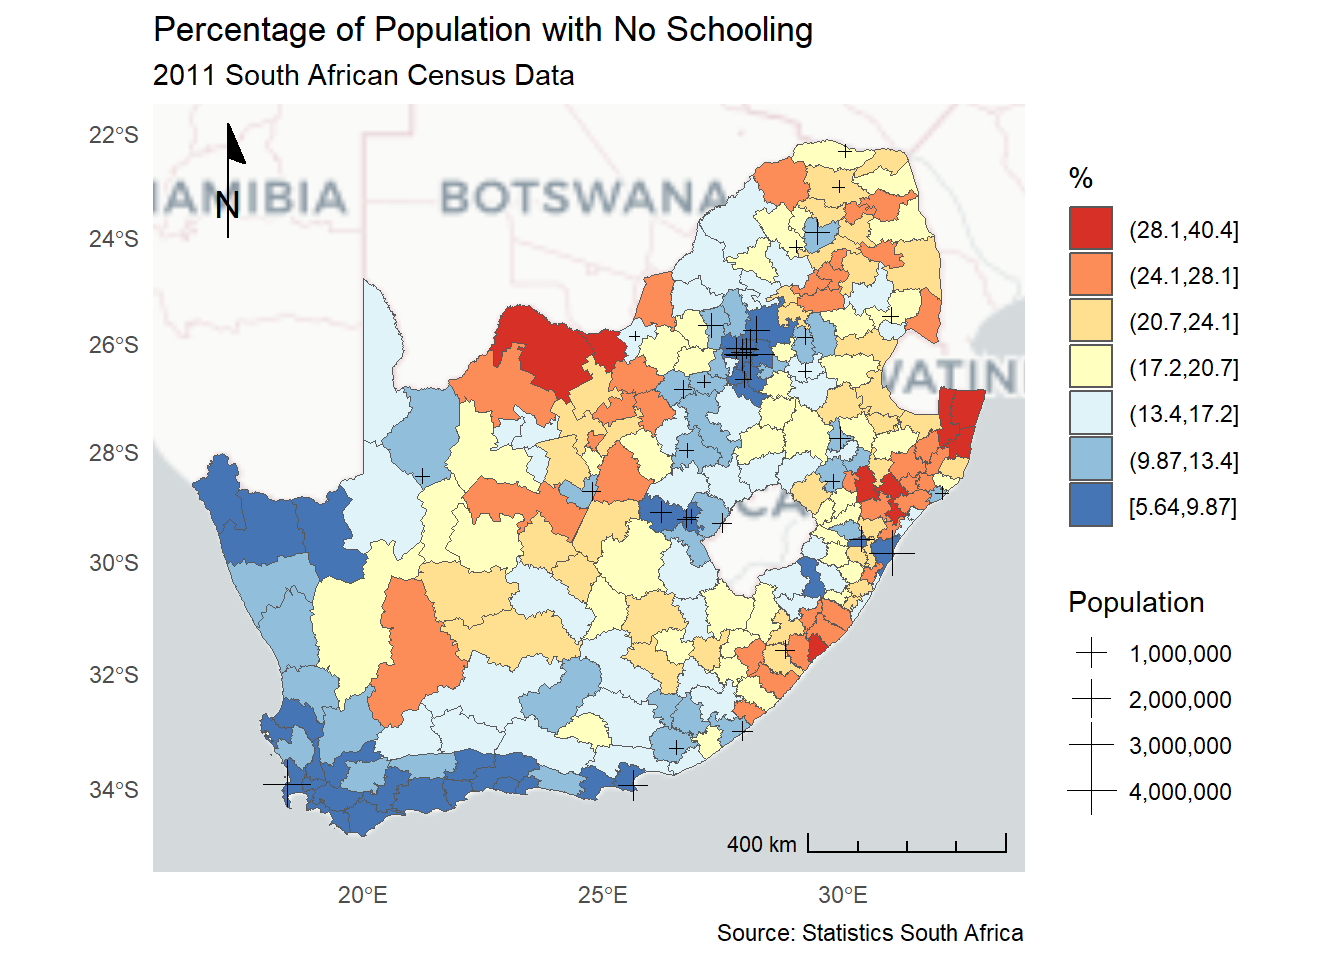 Percentage of Population with No Schooling
2011 South African Census Data
22°S
24°S
26°S
28°S
30°S
32°S
34°S
N
AMIBIA
BOTSWANA
WATINI
CA
400 km
20°E
25°E
30°E
Source: Statistics South Africa
%
(28.1,40.4]
(24.1,28.1]
(20.7,24.1]
(17.2,20.7]
(13.4,17.2]
(9.87,13.4]
[5.64,9.87]
Population
1,000,000
2,000,000
3,000,000
4,000,000